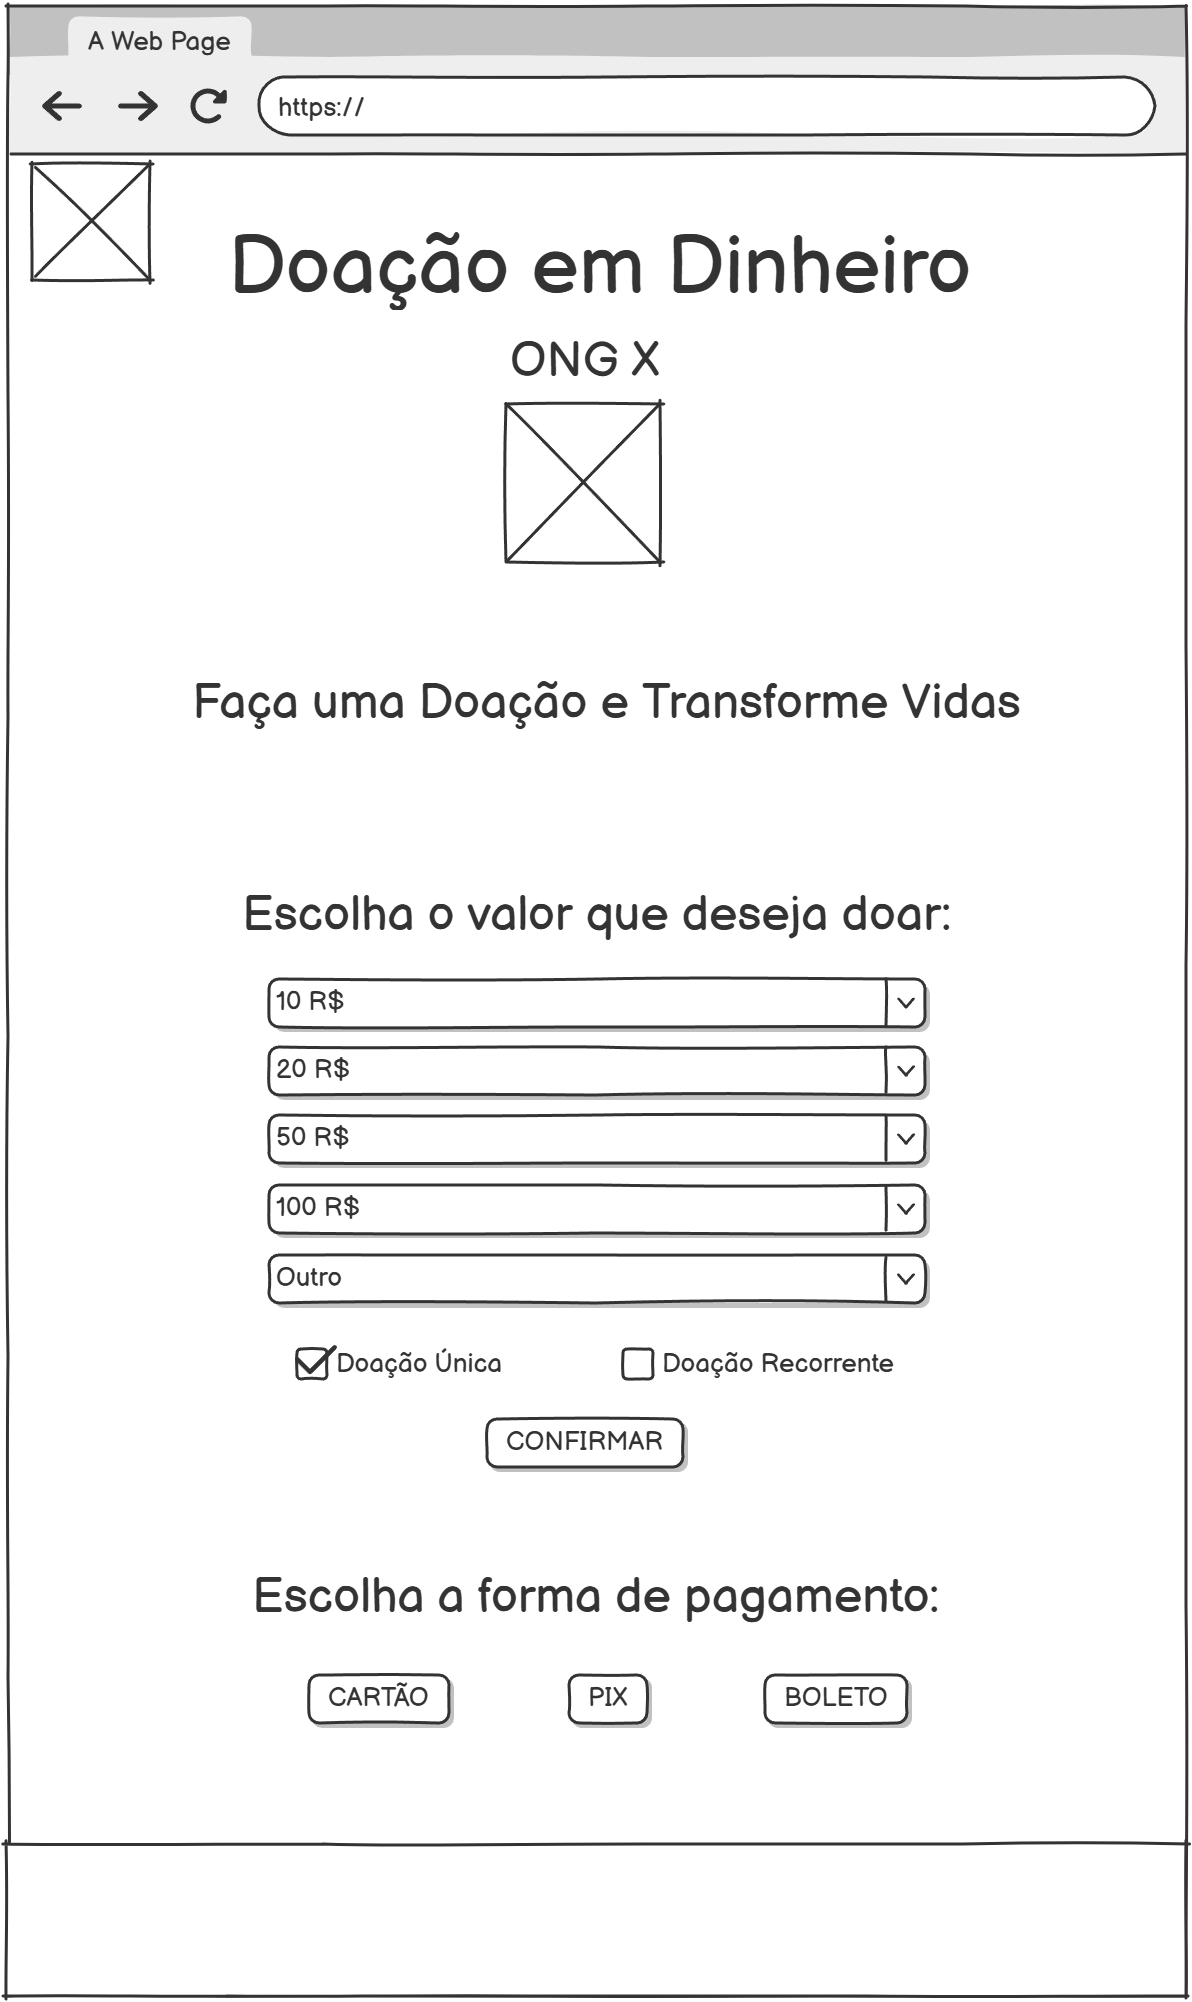 A Web Page
https://
Doação em Dinheiro
ONG X
Faça uma Doação e Transforme Vidas
Escolha o valor que deseja doar:
10 R$
20 R$
50 R$
100 R$
Outro
Doação Única Doação Recorrente
CONFIRMAR
Escolha a forma de pagamento:
CARTÃO PIX BOLETO